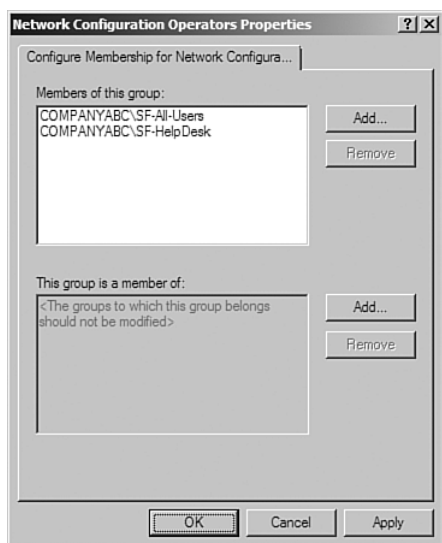 Network Configuration Operators Properties
Configure Membership for Network Configura...
Members of this group:
COMPANYABC\SF-All-Users
COMPANYABC\SF-HelpDesk
Add...
Remove
This group is a member of:
<The groups to which this group belongs
should not be modified>
Add...
Remove
OK
Cancel
Apply